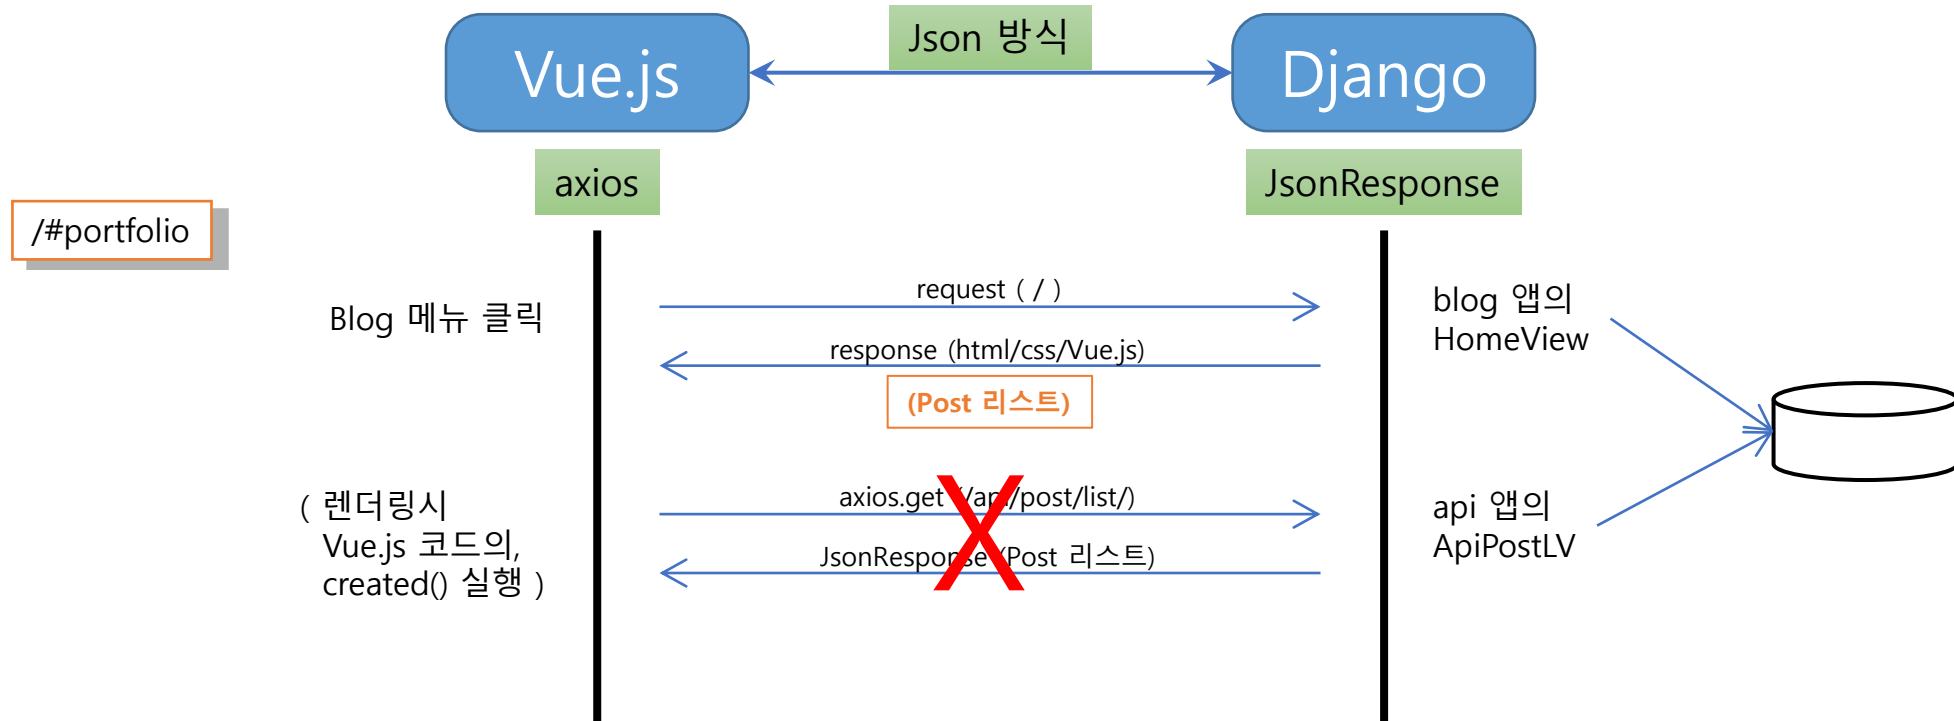 Vue.js
Json 방식
Django
axios
JsonResponse
/#portfolio
Blog 메뉴 클릭
request ( / )
response (html/css/Vue.js)
(Post 리스트)
blog 앱의
HomeView
( 렌더링시
Vue.js 코드의,
created() 실행 )
axios.get (/api/post/list/)
JsonResponse (Post 리스트)
X
api 앱의
ApiPostLV